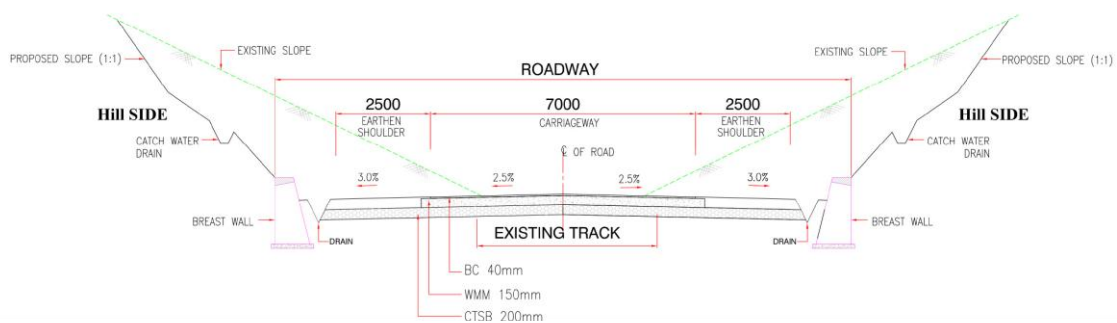 EXISTING SLOPE
EXISTING SLOPE
PROPOSED SLOPE (1:1)
PROPOSED SLOPE (1:1)
ROADWAY
Hill SIDE
2500
7000
2500
Hill SIDE
EARTHEN
SHOULDER
CARRIAGEWAY
EARTHEN
SHOULDER
CATCH WATER
DRAIN
℄ OF ROAD
CATCH WATER
DRAIN
3.0%
2.5%
2.5%
3.0%
BREAST WALL
BREAST WALL
DRAIN
EXISTING TRACK
DRAIN
BC 40mm
WMM 150mm
CTSB 200mm